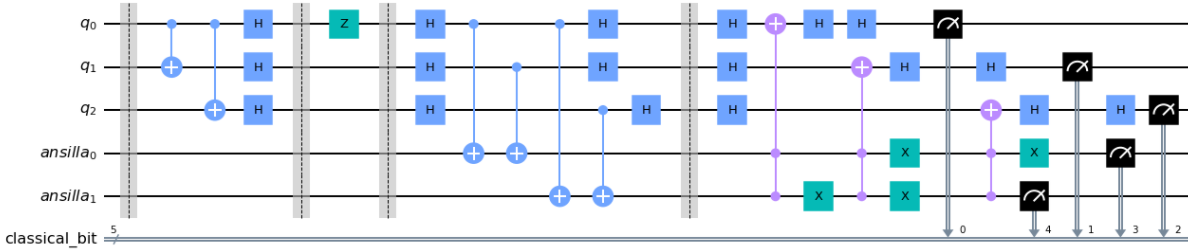 q0 H Z H H H H H
q1 H H H H H H
q2 H H H H H H
ansilla0 X X
ansilla1 X X
classical_bit 5 0 4 1 3 2